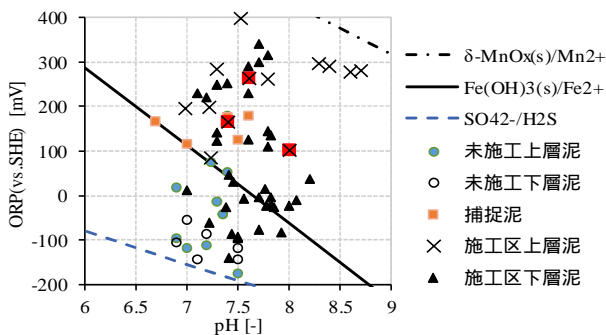 400
300
200
100
0
-100
-200
ORP(vs.SHE) [mV]
6
6.5
7
7.5
8
8.5
9
pH [-]
δ-MnOx(s)/Mn2+
Fe(OH)3(s)/Fe2+
SO42-/H2S
未施工上層泥
未施工下層泥
捕捉泥
施工区上層泥
施工区下層泥